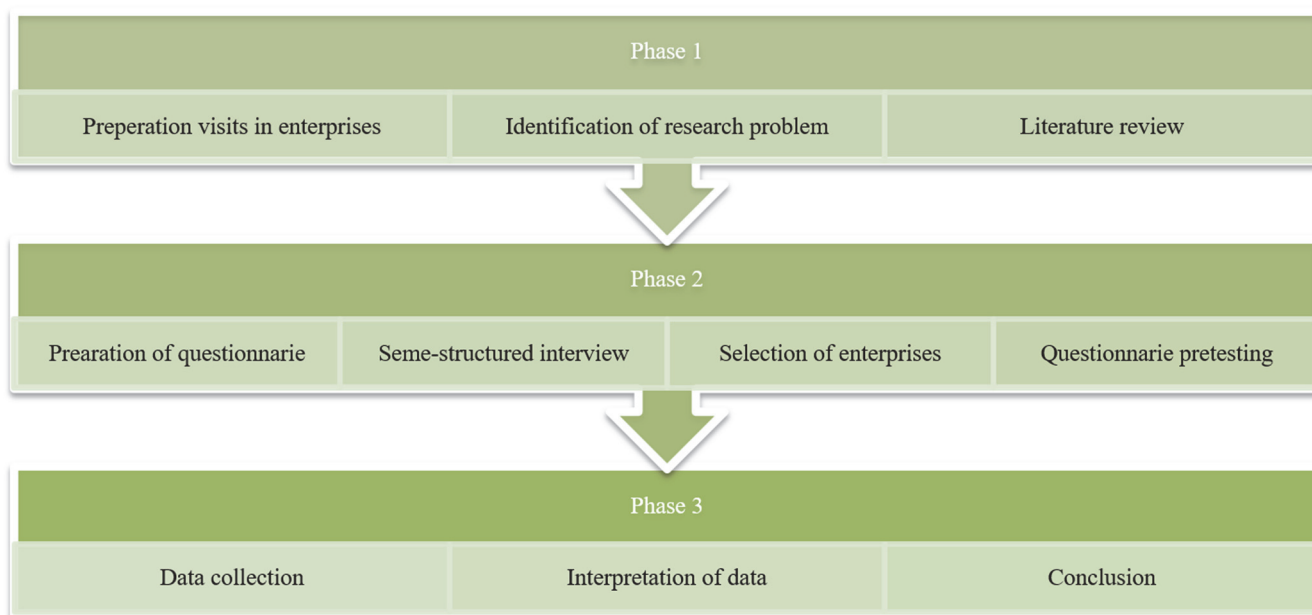 Phase 1
Preperation visits in enterprises
Identification of research problem
Literature review
Phase 2
Prearation of questionnarie
Seme-structured interview
Selection of enterprises
Questionnarie pretesting
Phase 3
Data collection
Interpretation of data
Conclusion